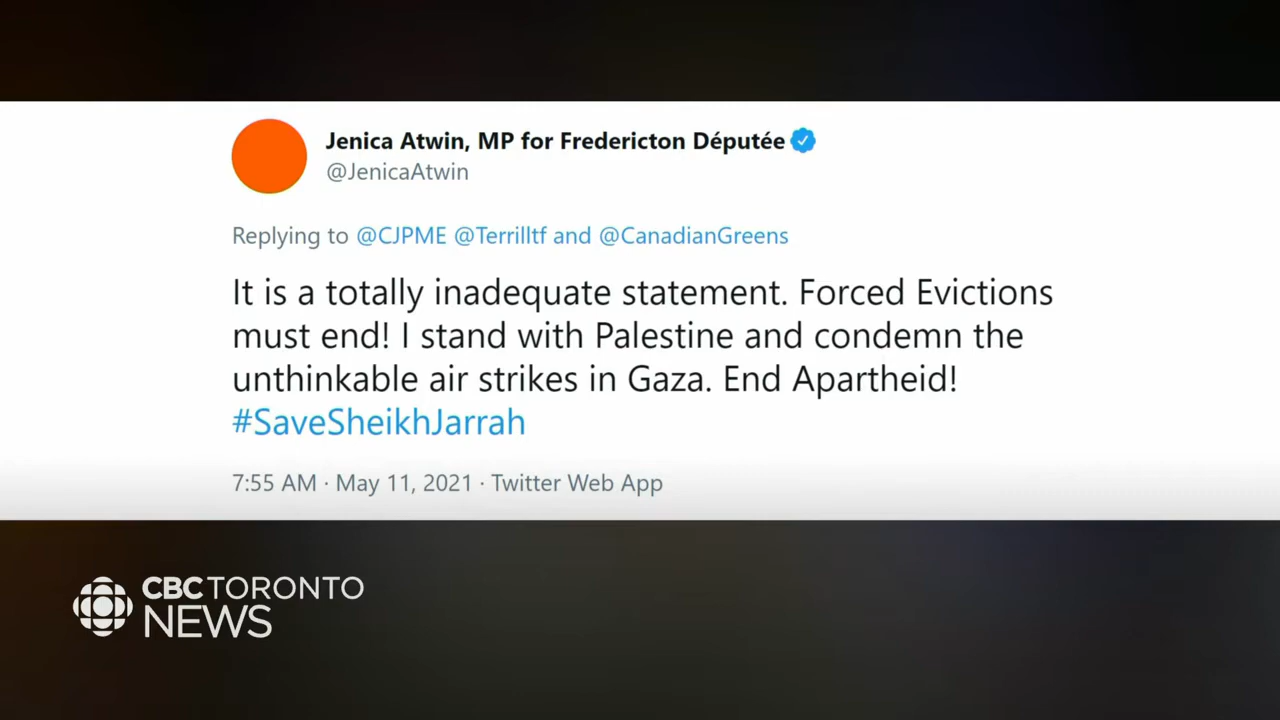 Jenica Atwin, MP for Fredericton Députée
@JenicaAtwin
Replying to @CJPME @Terrilltf and @CanadianGreens
It is a totally inadequate statement. Forced Evictions
must end! I stand with Palestine and condemn the
unthinkable air strikes in Gaza. End Apartheid!
#SaveSheikhJarrah
7:55 AM · May 11, 2021 · Twitter Web App
CBC TORONTO
NEWS